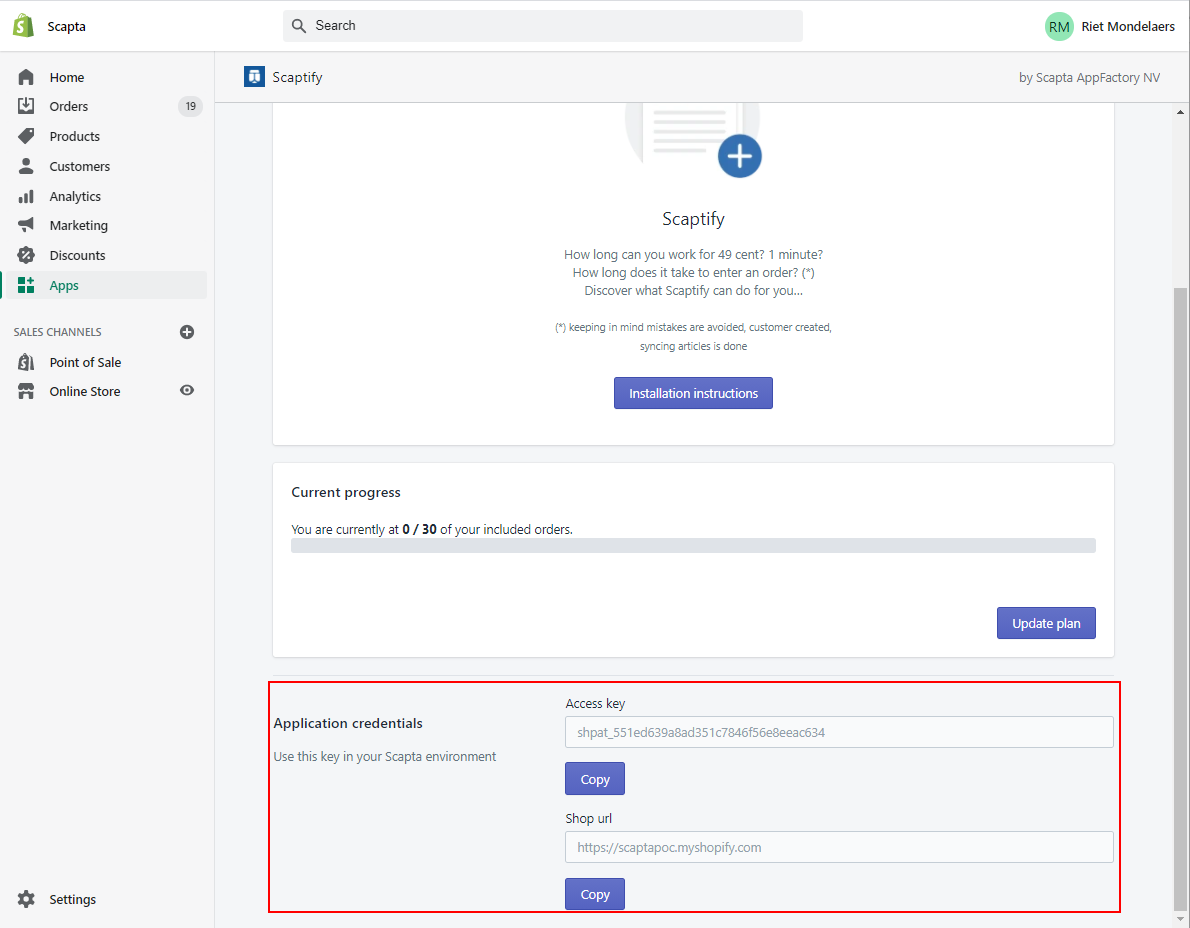 Scapta
Search
RM
Riet Mondelaers
Home
Orders
19
Products
Customers
Analytics
Marketing
Discounts
Apps
SALES CHANNELS
Point of Sale
Online Store
Settings
Scaptify
by Scapta AppFactory NV
Scaptify
How long can you work for 49 cent? 1 minute?
How long does it take to enter an order? (*)
Discover what Scaptify can do for you...
(*) keeping in mind mistakes are avoided, customer created,
syncing articles is done
Installation instructions
Current progress
You are currently at 0 / 30 of your included orders.
Update plan
Application credentials
Use this key in your Scapta environment
Access key
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
Copy
Shop url
https://scaptapoc.myshopify.com
Copy